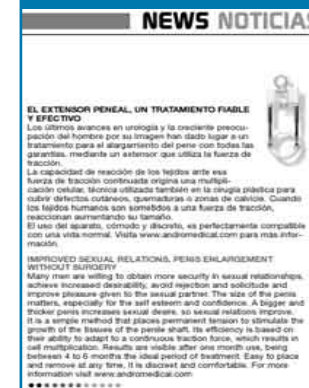 NEWS NOTICIAS
EL EXTENSOR PENEAL, UN TRATAMIENTO FIABLE
Y EFECTIVO
Los últimos avances en urología y la creciente preocu-
pación del hombre por su imagen han dado lugar a un
tratamiento para el alargamiento del pene con todas las
garantías, mediante un extensor que utiliza la fuerza de
tracción.
La capacidad de reacción de los tejidos ante esa
fuerza de tracción continuada origina una multipli-
cación celular, técnica utilizada también en la cirugía plástica para
cubrir defectos cutáneos, quemaduras o zonas de calvicie. Cuando
los tejidos humanos son sometidos a una fuerza de tracción,
reaccionan aumentando su tamaño.
El uso del aparato, cómodo y discreto, es perfectamente compatible
con una vida normal. Visita www.andromedical.com para más infor-
mación.
IMPROVED SEXUAL RELATIONS, PENIS ENLARGEMENT
WITHOUT SURGERY
Many men are willing to obtain more security in sexual relationships,
achieve increased desirability, avoid rejection and solicitude and
improve pleasure given to the sexual partner. The size of the penis
matters, especially for the self esteem and confidence. A bigger and
thicker penis increases sexual desire, so sexual relations improve.
It is a simple method that places permanent tension to stimulate the
growth of the tissues of the penile shaft. Its efficiency is based on
their ability to adapt to a continuous traction force, which results in
cell multiplication. Results are visible after one month use, being
between 4 to 6 months the ideal period of treatment. Easy to place
and remove at any time, it is discreet and comfortable. For more
information visit www.andromedical.com